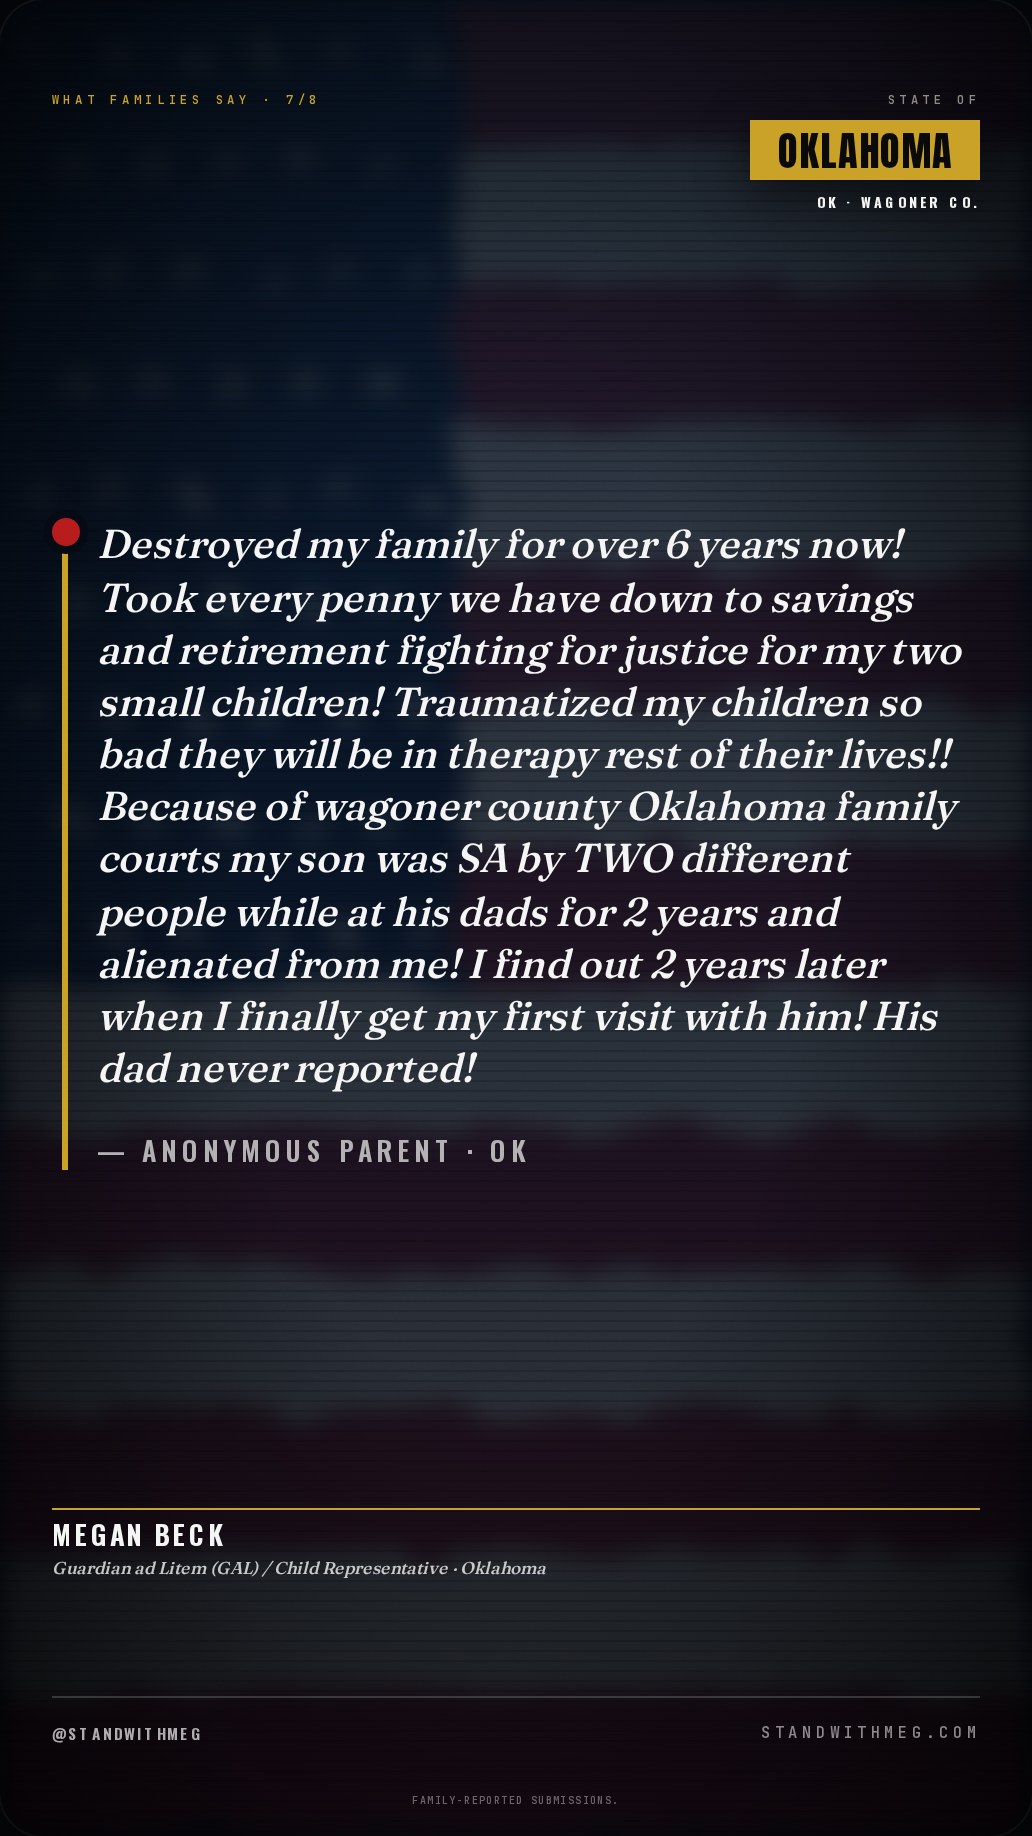 WHAT FAMILIES SAY · 7/8
STATE OF
OKLAHOMA
OK · WAGONER CO.
Destroyed my family for over 6 years now!
Took every penny we have down to savings
and retirement fighting for justice for my two
small children! Traumatized my children so
bad they will be in therapy rest of their lives!!
Because of wagoner county Oklahoma family
courts my son was SA by TWO different
people while at his dads for 2 years and
alienated from me! I find out 2 years later
when I finally get my first visit with him! His
dad never reported!
— ANONYMOUS PARENT · OK
MEGAN BECK
Guardian ad Litem (GAL) / Child Representative · Oklahoma
@STANDWITHMEG
STANDWITHMEG.COM
FAMILY-REPORTED SUBMISSIONS.